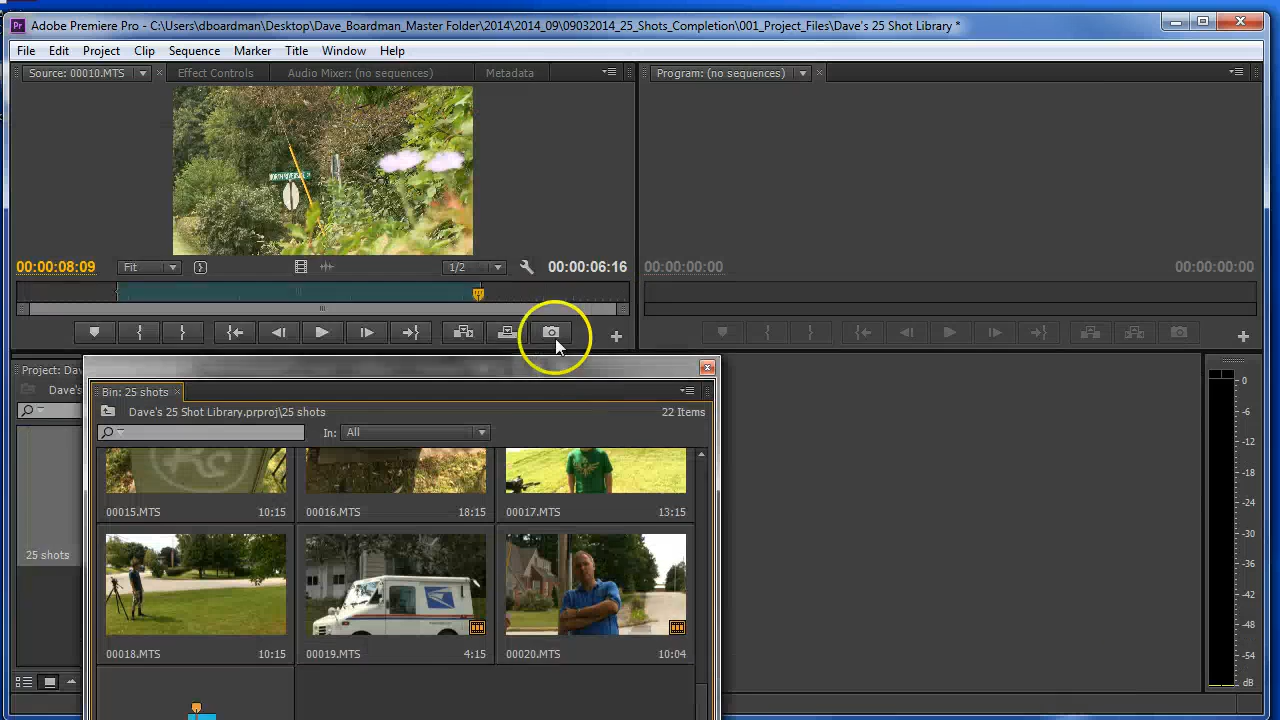 Adobe Premiere Pro - C:\Users\dboardman\Desktop\Dave_Boardman_Master Folder\2014\2014_09\09032014_25_Shots_Completion\001_Project_Files\Dave's 25 Shot Library *
File Edit Project Clip Sequence Marker Title Window Help
Source: 00010.MTS Effect Controls Audio Mixer: (no sequences) Metadata Program: (no sequences)
00:00:08:09 Fit 1/2 00:00:06:16 00:00:00:00 00:00:00:00
Project: Da
Bin: 25 shots
Dave's
Dave's 25 Shot Library.prproj\25 shots 22 Items
In: All
00015.MTS 10:15 00016.MTS 18:15 00017.MTS 13:15
25 shots
00018.MTS 10:15 00019.MTS 4:15 00020.MTS 10:04
0
-6
-12
-18
-24
-30
-36
-42
-48
-54
dB